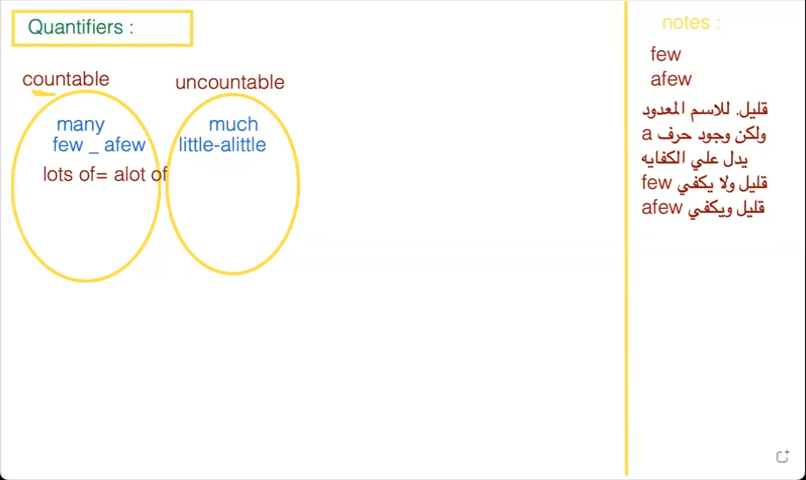 Quantifiers :
countable
uncountable
many
few _ afew
lots of= alot of
much
little-alittle
notes :
few
afew
قليل. للاسم المعدود
ولكن وجود حرف a
يدل علي الكفايه
قليل ولا يكفي few
قليل ويكفي afew